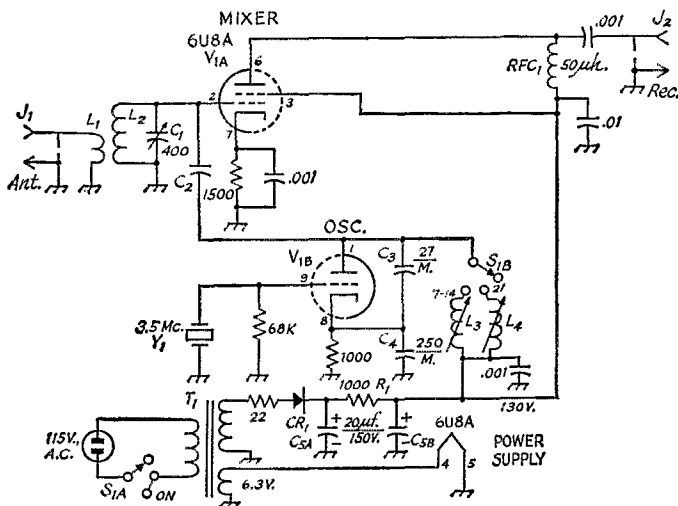 MIXER
6U8A
V1A
6
2
3
7
.001
J2
RFC1
50μh.
Rec.
.01
J1
L1
L2
C1
400
Ant.
C2
1500
.001
OSC.
V1B
1
9
8
C3
27
M.
S1B
7-14
21
L3
L4
3.5 Mc.
Y1
68K
1000
C4
250
M.
.001
T1
22
CR1
1000 R1
130V.
115V.,
A.C.
S1A
ON
C5A
+
-
20μf.
150V.
+
-
C5B
6U8A
4
5
POWER
SUPPLY
6.3V.